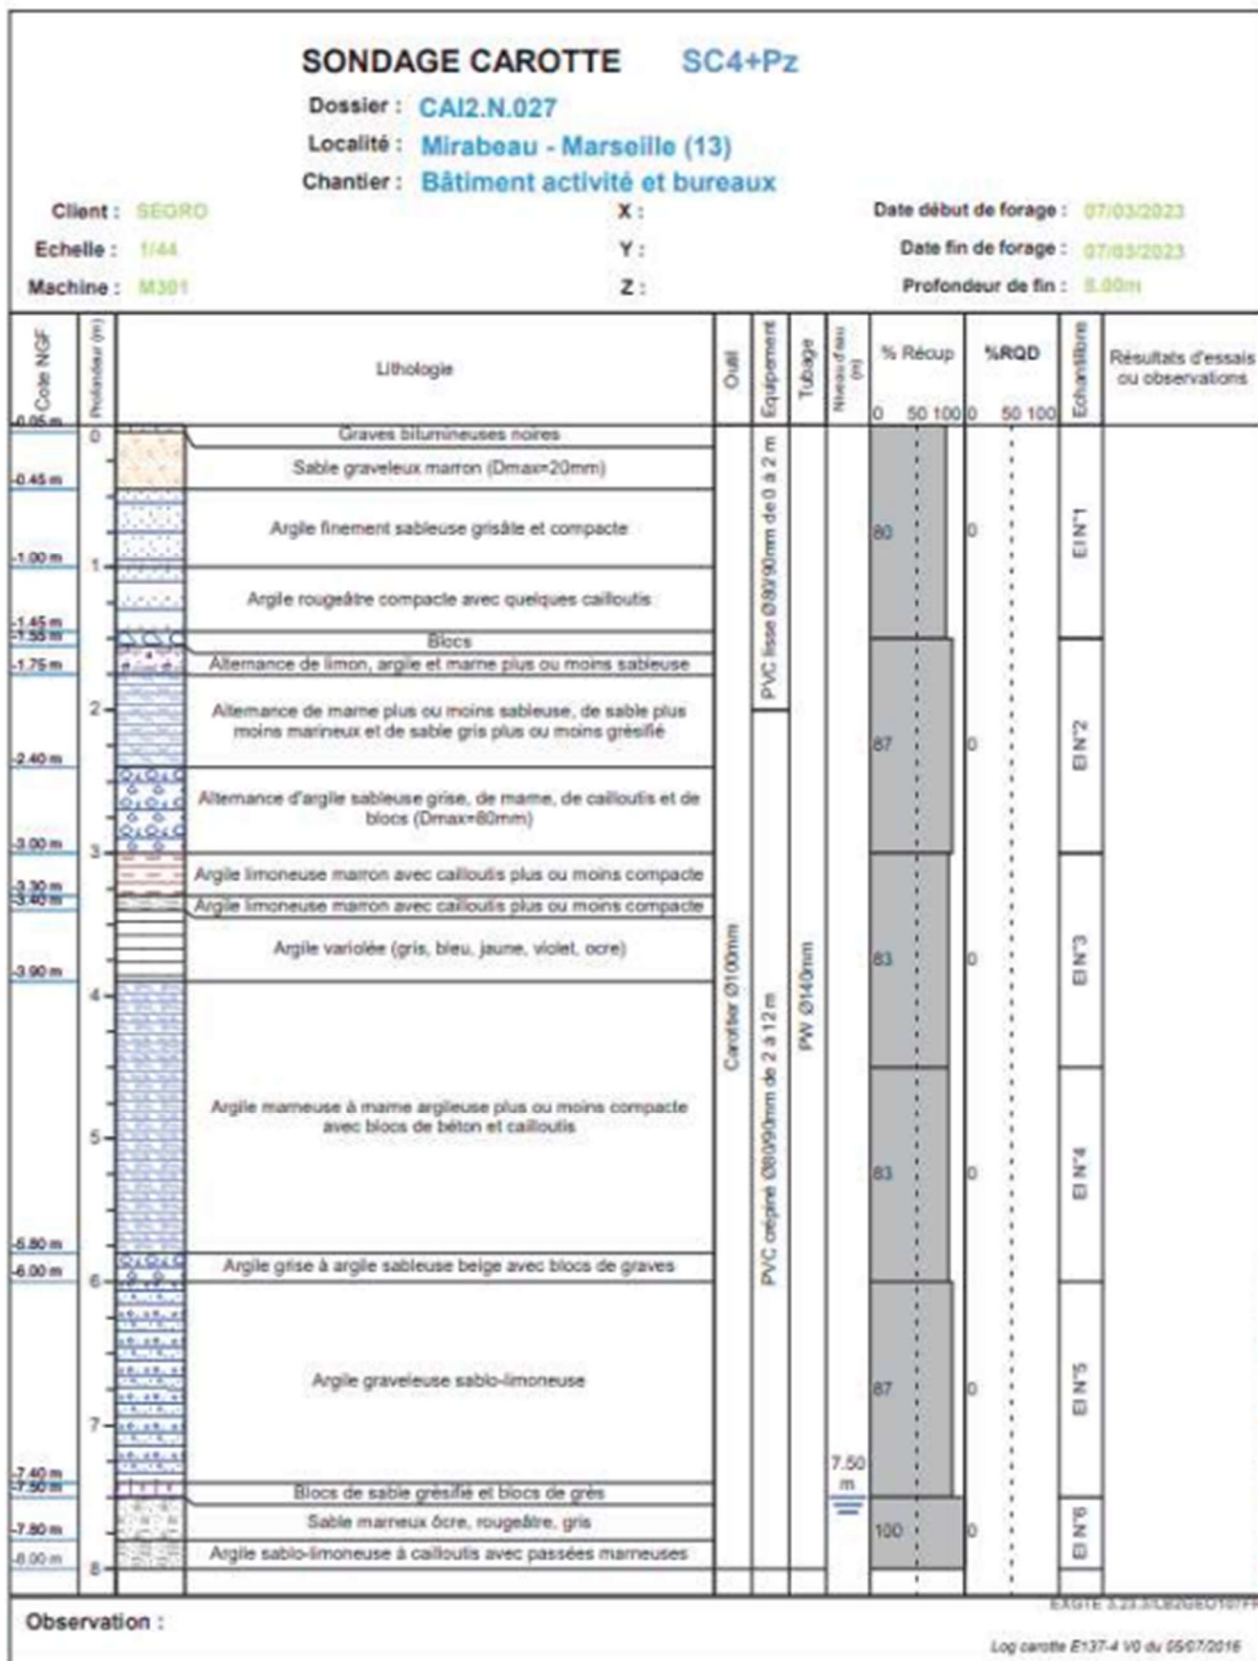 SONDAGE CAROTTE SC4+Pz
Dossier : CAI2.N.027
Localité : Mirabeau - Marseille (13)
Chantier : Bâtiment activité et bureaux
Client : SEGRO X : Date début de forage : 07/03/2023
Echelle : 1/44 Y : Date fin de forage : 07/03/2023
Machine : M301 Z : Profondeur de fin : 8.00m
Cote NGF
Profondeur (m)
Lithologie
Outil
Equipement
Tubage
Niveau d'eau (m)
% Récup
0 50 100
%RQD
0 50 100
Echantillons
Résultats d'essais
ou observations
-0.05 m
0
Graves bitumineuses noires
Sable graveleux marron (Dmax=20mm)
-0.45 m
Argile finement sableuse grisâte et compacte
-1.00 m
1
Argile rougeâtre compacte avec quelques cailloutis
-1.45 m
-1.55 m
Blocs
Alternance de limon, argile et marne plus ou moins sableuse
-1.75 m
2
Alternance de marne plus ou moins sableuse, de sable plus
moins marineux et de sable gris plus ou moins grésifié
-2.40 m
Alternance d'argile sableuse grise, de marne, de cailloutis et de
blocs (Dmax=80mm)
-3.00 m
3
Argile limoneuse marron avec cailloutis plus ou moins compacte
-3.30 m
-3.40 m
Argile limoneuse marron avec cailloutis plus ou moins compacte
Argile variolée (gris, bleu, jaune, violet, ocre)
-3.90 m
4
Argile marneuse à marne argileuse plus ou moins compacte
avec blocs de béton et cailloutis
5
-5.80 m
Argile grise à argile sableuse beige avec blocs de graves
-6.00 m
6
Argile graveleuse sablo-limoneuse
7
-7.40 m
-7.50 m
Blocs de sable grésifié et blocs de grès
Sable marneux ocre, rougeâtre, gris
-7.80 m
Argile sablo-limoneuse à cailloutis avec passées marneuses
-8.00 m
8
Carottier Ø100mm
PVC lisse Ø80/90mm de 0 à 2 m
PVC crépiné Ø80/90mm de 2 à 12 m
PW Ø140mm
7.50
m
80 0 EI N°1
87 0 EI N°2
83 0 EI N°3
83 0 EI N°4
87 0 EI N°5
100 0 EI N°6
Observation :
Log carotte E137-4 V0 du 05/07/2016